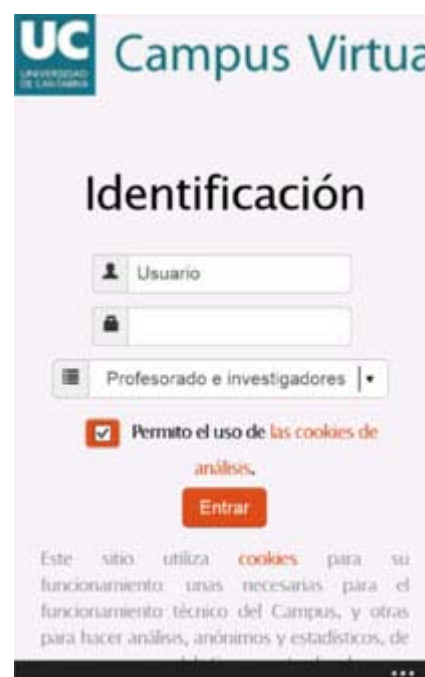 UC Campus Virtua
UNIVERSIDAD
DE CANTABRIA
Identificación
Usuario
Profesorado e investigadores
Permito el uso de las cookies de
análisis.
Entrar
Este sitio utiliza cookies para su
funcionamiento unas necesarias para el
funcionamiento técnico del Campus, y otras
para hacer análisis, anónimos y estadísticos, de